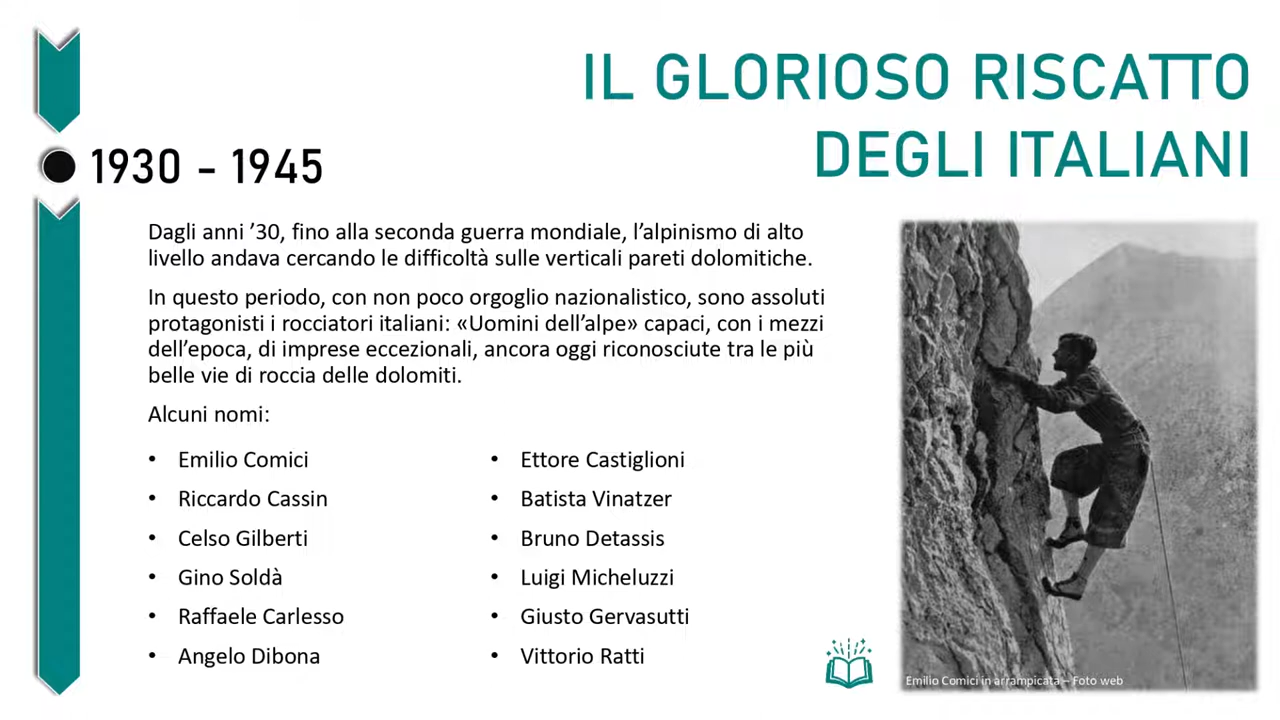 IL GLORIOSO RISCATTO
DEGLI ITALIANI
1930 - 1945
Dagli anni ’30, fino alla seconda guerra mondiale, l’alpinismo di alto
livello andava cercando le difficoltà sulle verticali pareti dolomitiche.
In questo periodo, con non poco orgoglio nazionalistico, sono assoluti
protagonisti i rocciatori italiani: «Uomini dell’alpe» capaci, con i mezzi
dell’epoca, di imprese eccezionali, ancora oggi riconosciute tra le più
belle vie di roccia delle dolomiti.
Alcuni nomi:
• Emilio Comici
• Riccardo Cassin
• Celso Gilberti
• Gino Soldà
• Raffaele Carlesso
• Angelo Dibona
• Ettore Castiglioni
• Batista Vinatzer
• Bruno Detassis
• Luigi Micheluzzi
• Giusto Gervasutti
• Vittorio Ratti
Emilio Comici in arrampicata – Foto web